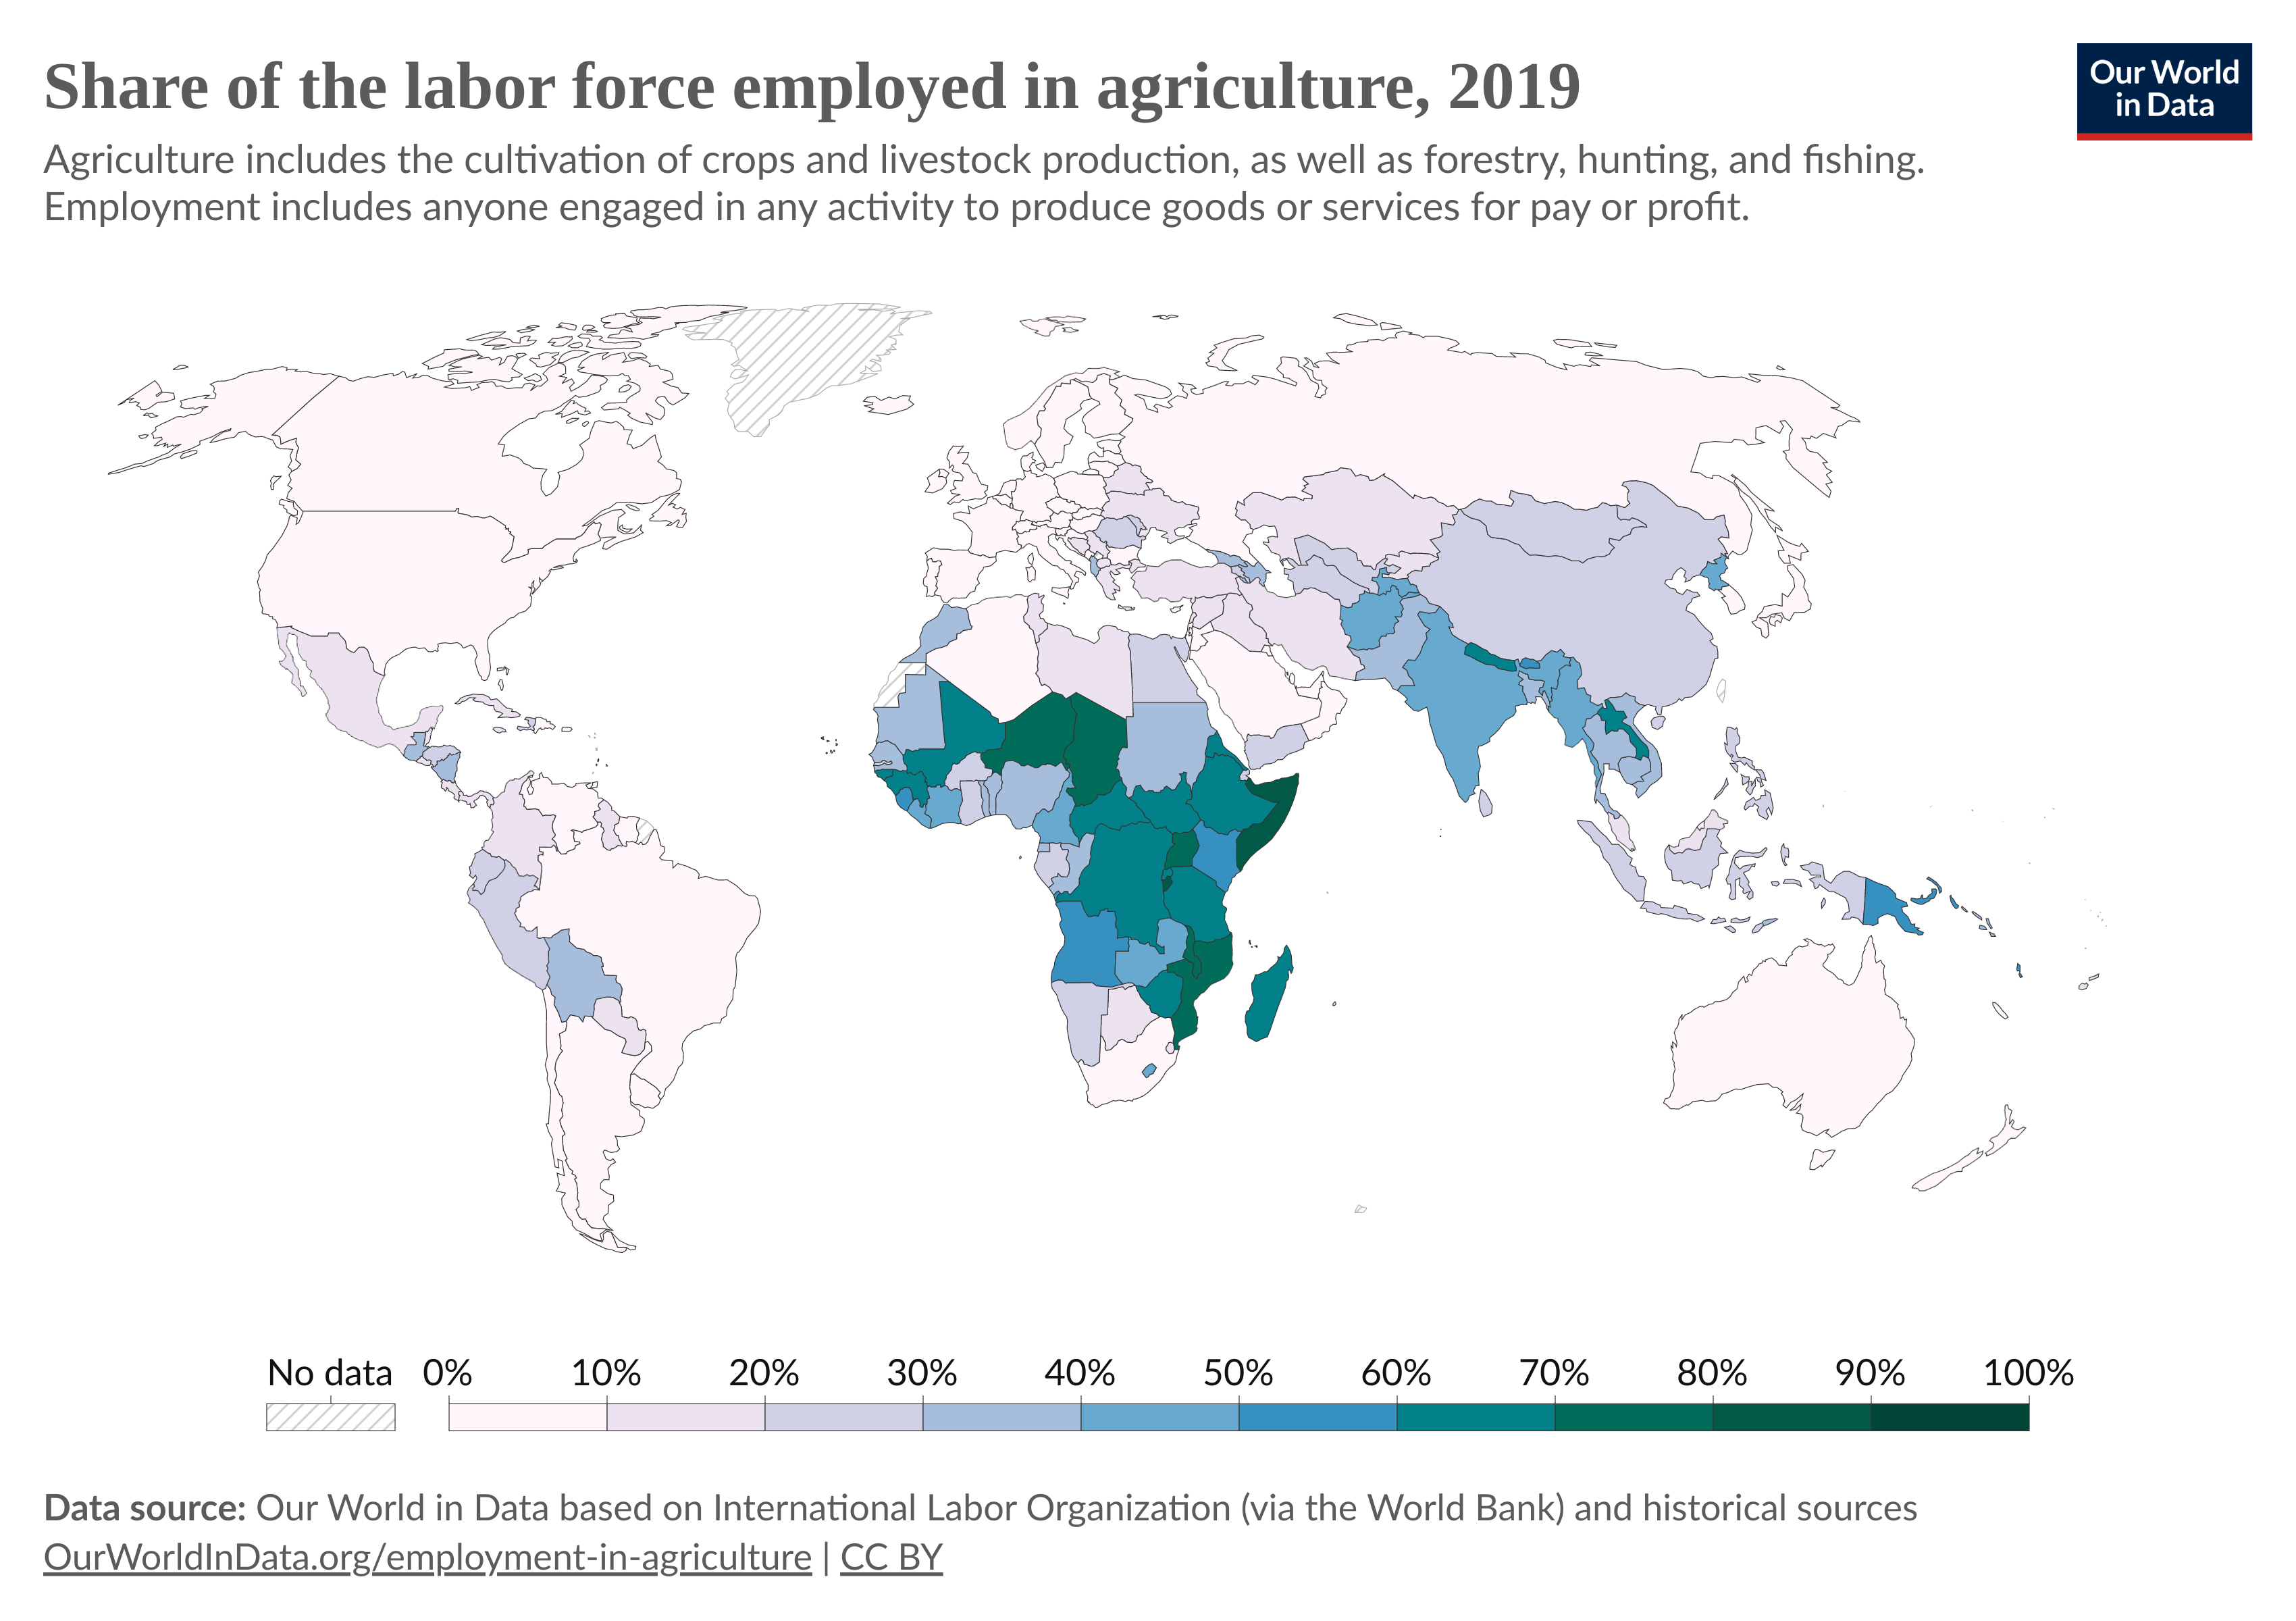 Share of the labor force employed in agriculture, 2019
Our World
in Data
Agriculture includes the cultivation of crops and livestock production, as well as forestry, hunting, and fishing.
Employment includes anyone engaged in any activity to produce goods or services for pay or profit.
No data 0% 10% 20% 30% 40% 50% 60% 70% 80% 90% 100%
Data source: Our World in Data based on International Labor Organization (via the World Bank) and historical sources
OurWorldInData.org/employment-in-agriculture | CC BY